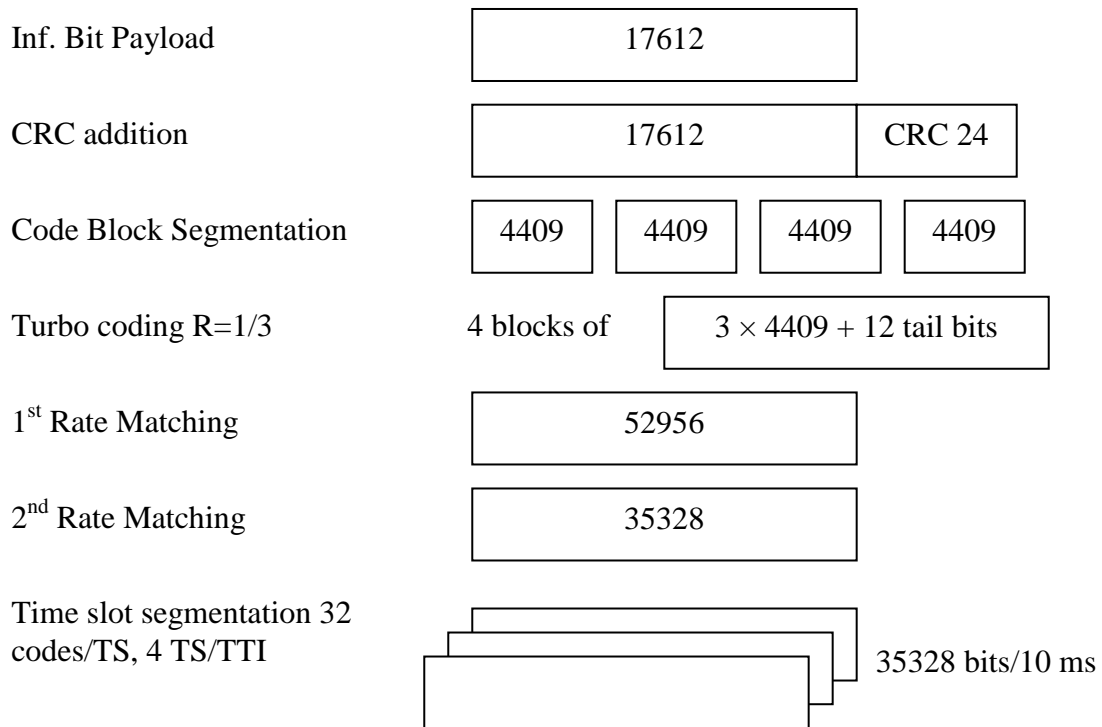 Inf. Bit Payload 17612
CRC addition 17612 CRC 24
Code Block Segmentation 4409 4409 4409 4409
Turbo coding R=1/3 4 blocks of 3 × 4409 + 12 tail bits
1st Rate Matching 52956
2nd Rate Matching 35328
Time slot segmentation 32
codes/TS, 4 TS/TTI 35328 bits/10 ms